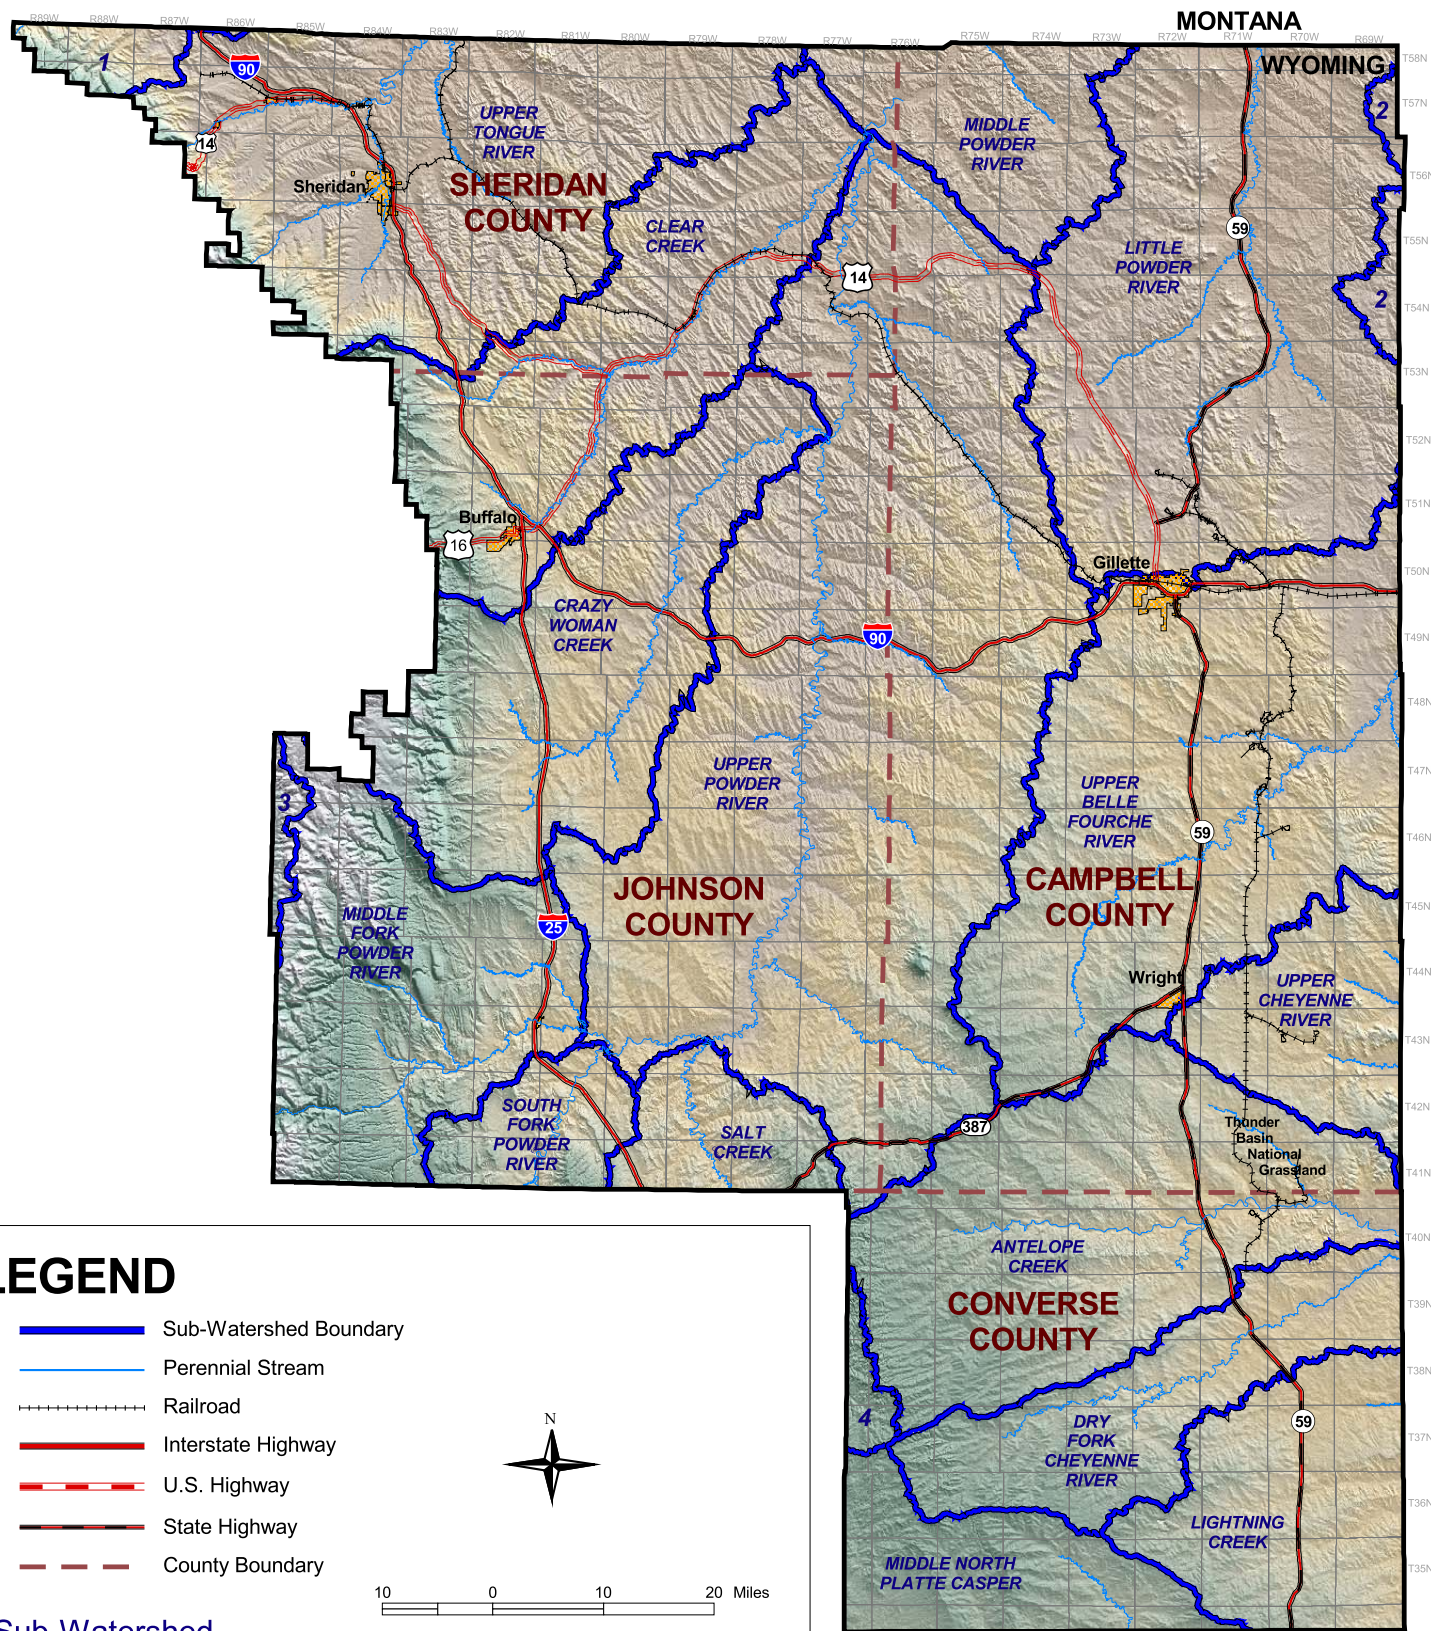 MONTANA
WYOMING
R89W
R88W
R87W
R86W
R85W
R84W
R83W
R82W
R81W
R80W
R79W
R78W
R77W
R76W
R75W
R74W
R73W
R72W
R71W
R70W
R69W
T58N
T57N
T56N
T55N
T54N
T53N
T52N
T51N
T50N
T49N
T48N
T47N
T46N
T45N
T44N
T43N
T42N
T41N
T40N
T39N
T38N
T37N
T36N
T35N
1
90
14
Sheridan
UPPER
TONGUE
RIVER
SHERIDAN
COUNTY
CLEAR
CREEK
MIDDLE
POWDER
RIVER
2
59
LITTLE
POWDER
RIVER
2
14
Buffalo
16
Gillette
CRAZY
WOMAN
CREEK
90
3
UPPER
POWDER
RIVER
UPPER
BELLE
FOURCHE
RIVER
59
JOHNSON
COUNTY
CAMPBELL
COUNTY
MIDDLE
FORK
POWDER
RIVER
25
Wright
UPPER
CHEYENNE
RIVER
SOUTH
FORK
POWDER
RIVER
SALT
CREEK
387
Thunder
Basin
National
Grassland
ANTELOPE
CREEK
CONVERSE
COUNTY
4
DRY
FORK
CHEYENNE
RIVER
59
LIGHTNING
CREEK
MIDDLE NORTH
PLATTE CASPER
LEGEND
Sub-Watershed Boundary
Perennial Stream
Railroad
Interstate Highway
U.S. Highway
State Highway
County Boundary
N
10 0 10 20 Miles
Sub-Watershed